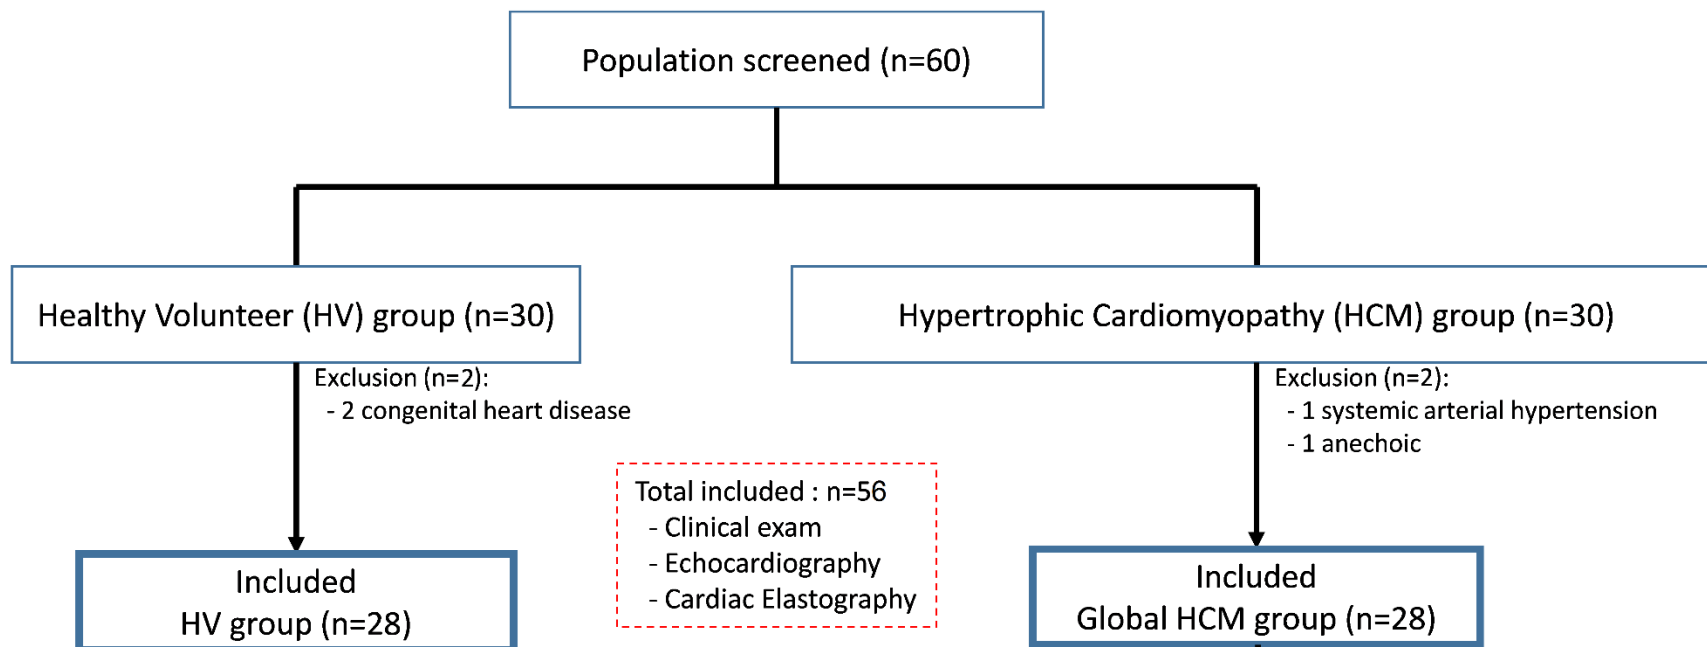 Population screened (n=60)
Healthy Volunteer (HV) group (n=30)
Hypertrophic Cardiomyopathy (HCM) group (n=30)
Exclusion (n=2):
- 2 congenital heart disease
Exclusion (n=2):
- 1 systemic arterial hypertension
- 1 anechoic
Total included : n=56
- Clinical exam
- Echocardiography
- Cardiac Elastography
Included
HV group (n=28)
Included
Global HCM group (n=28)